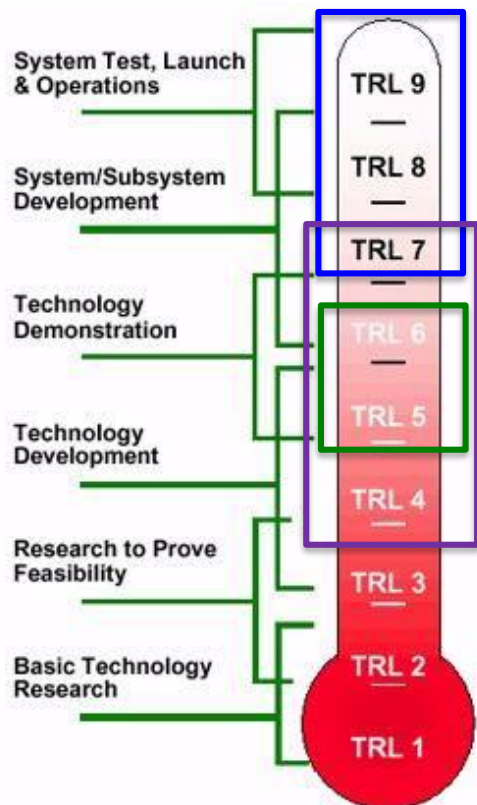 System Test, Launch
& Operations
System/Subsystem
Development
Technology
Demonstration
Technology
Development
Research to Prove
Feasibility
Basic Technology
Research
TRL 9
TRL 8
TRL 7
TRL 6
TRL 5
TRL 4
TRL 3
TRL 2
TRL 1